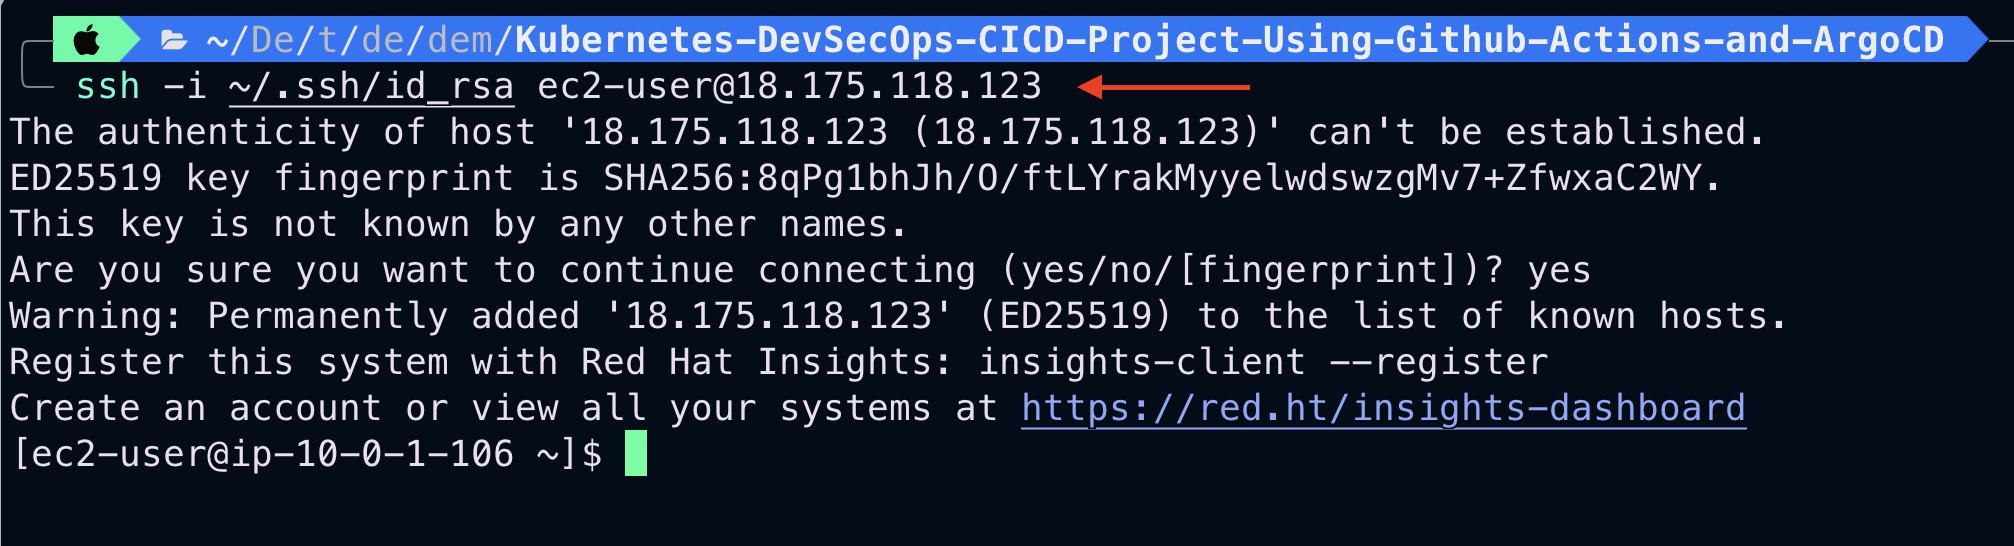 ~/De/t/de/dem/Kubernetes-DevSecOps-CICD-Project-Using-Github-Actions-and-ArgoCD
ssh -i ~/.ssh/id_rsa ec2-user@18.175.118.123
The authenticity of host '18.175.118.123 (18.175.118.123)' can't be established.
ED25519 key fingerprint is SHA256:8qPg1bhJh/O/ftLYrakMyyelwdswzgMv7+ZfwxaC2WY.
This key is not known by any other names.
Are you sure you want to continue connecting (yes/no/[fingerprint])? yes
Warning: Permanently added '18.175.118.123' (ED25519) to the list of known hosts.
Register this system with Red Hat Insights: insights-client --register
Create an account or view all your systems at https://red.ht/insights-dashboard
[ec2-user@ip-10-0-1-106 ~]$